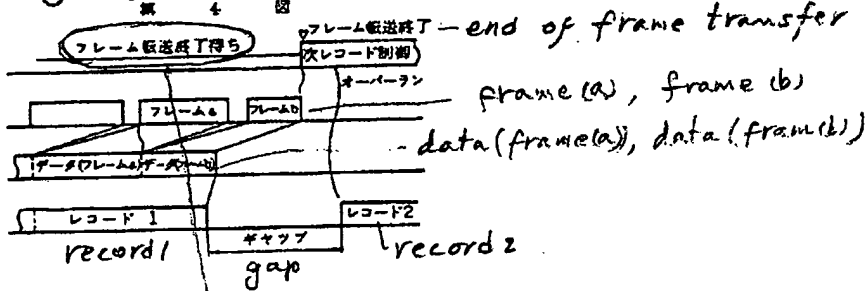 第 4 図
フレーム転送終了 - end of frame transfer
フレーム転送終了待ち
次レコード制御
オーバーラン
フレームa フレームb
frame (a), frame (b)
データ(フレームa) データ(フレームb)
data (frame(a)), data (fram(b))
レコード 1
レコード2
record 1
ギャップ
gap
record 2